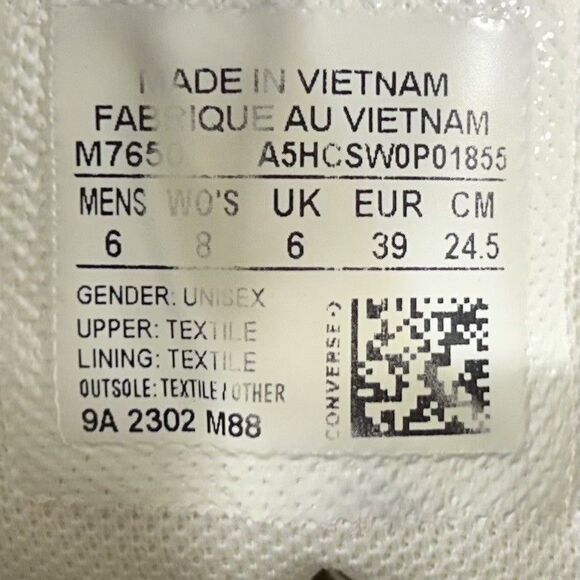 MADE IN VIETNAM
FABRIQUE AU VIETNAM
M7650 A5HCSW0P01855
MENS WO'S UK EUR CM
6 8 6 39 24.5
GENDER: UNISEX
UPPER: TEXTILE
LINING: TEXTILE
OUTSOLE: TEXTILE / OTHER
9A 2302 M88
CONVERSE